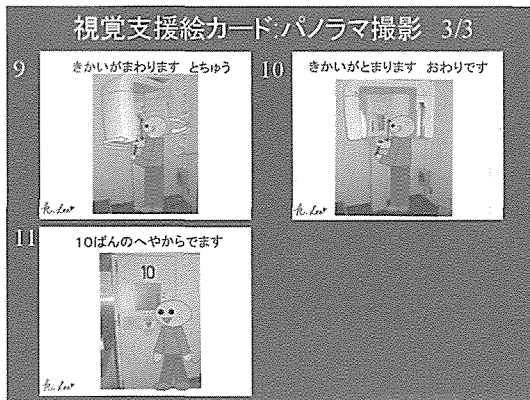 視覚支援絵カード:パノラマ撮影 3/3
9
きかいがまわります とちゅう
10
きかいがとまります おわりです
11
10ばんのへやからでます
10